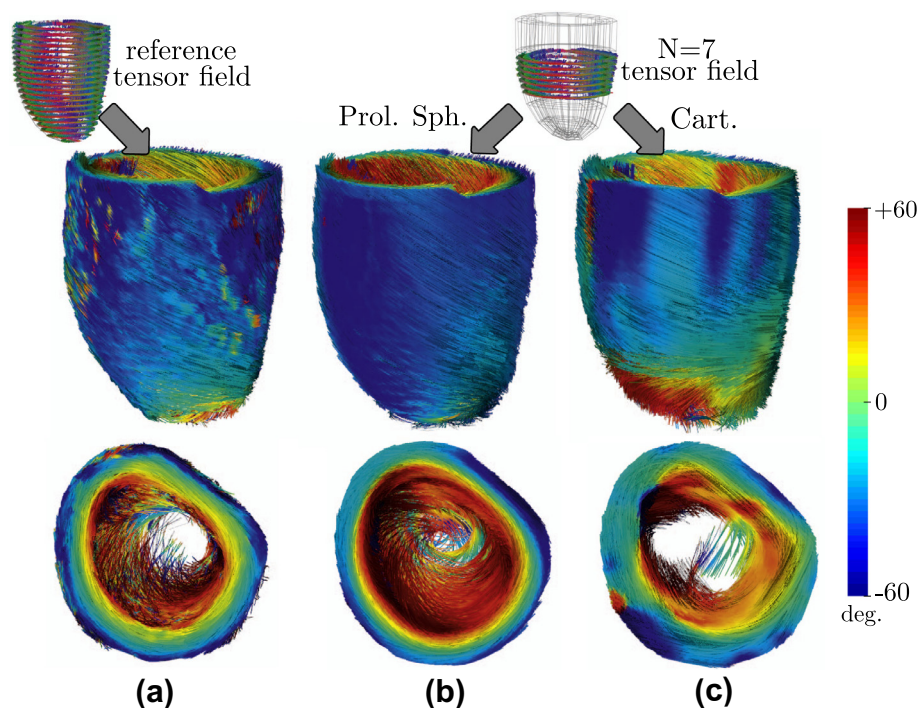 reference
tensor field
N=7
tensor field
Prol. Sph.
Cart.
+60
0
-60
deg.
(a)
(b)
(c)